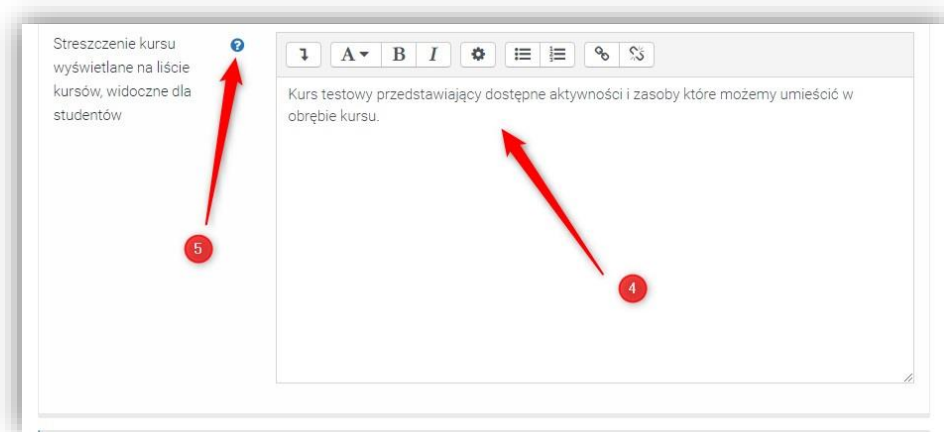 Streszczenie kursu
wyświetlane na liście
kursów, widoczne dla
studentów
?
A B I
Kurs testowy przedstawiający dostępne aktywności i zasoby które możemy umieścić w
obrębie kursu.
5
4